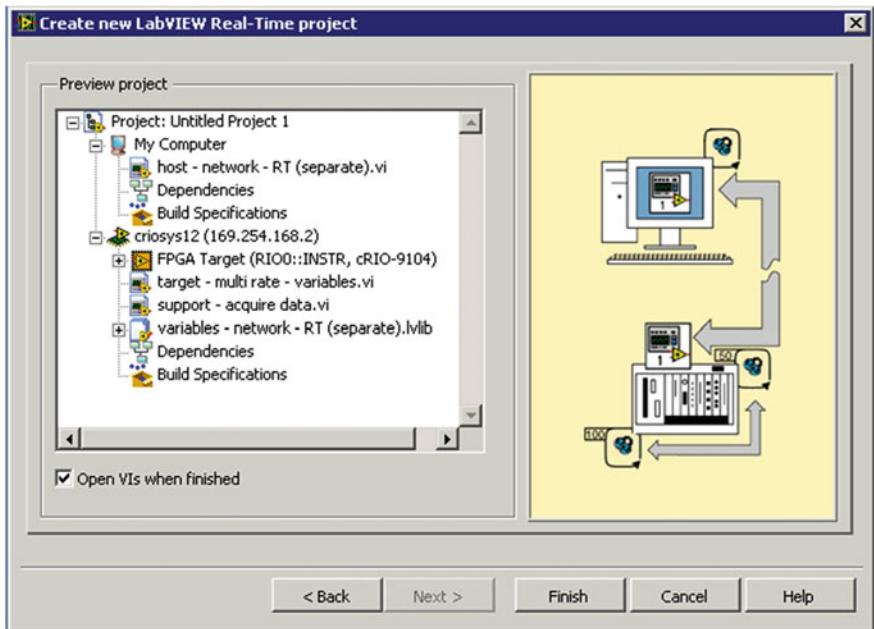 Create new LabVIEW Real-Time project
Preview project
Project: Untitled Project 1
My Computer
host - network - RT (separate).vi
Dependencies
Build Specifications
criosys12 (169.254.168.2)
FPGA Target (RIO0::INSTR, cRIO-9104)
target - multi rate - variables.vi
support - acquire data.vi
variables - network - RT (separate).lvlib
Dependencies
Build Specifications
Open VIs when finished
1
1
50
100
< Back
Next >
Finish
Cancel
Help